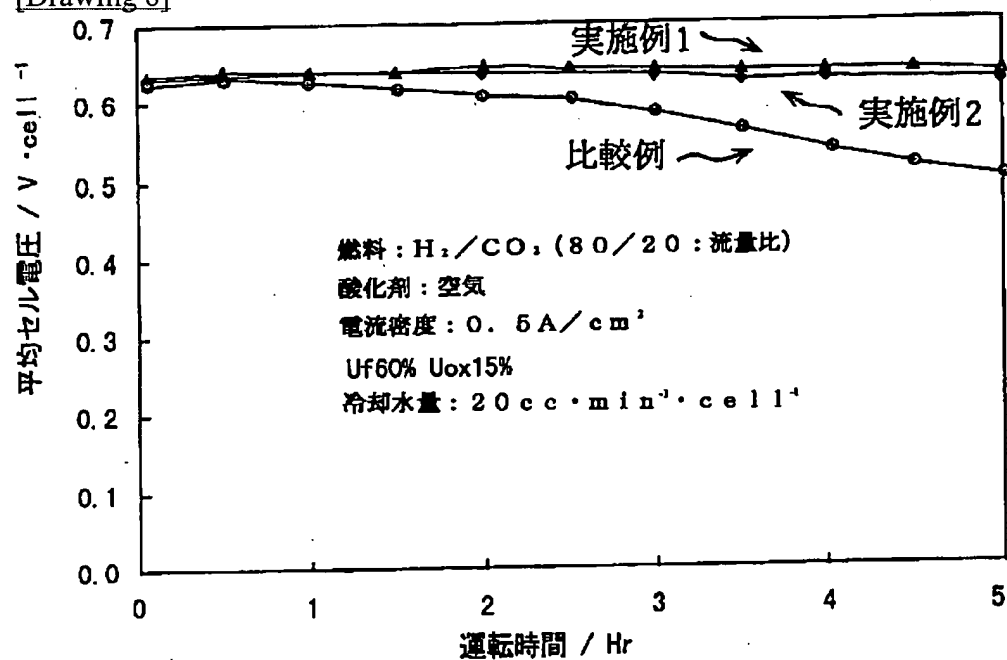 0.7
0.6
0.5
0.4
0.3
0.2
0.1
0.0
平均セル電圧 / V・cell⁻¹
実施例1
実施例2
比較例
燃料：H₂／CO₂（80／20：流量比）
酸化剤：空気
電流密度：0．5A／cm²
Uf60% Uox15%
冷却水量：20cc・min⁻¹・cell⁻¹
0 1 2 3 4 5
運転時間 / Hr